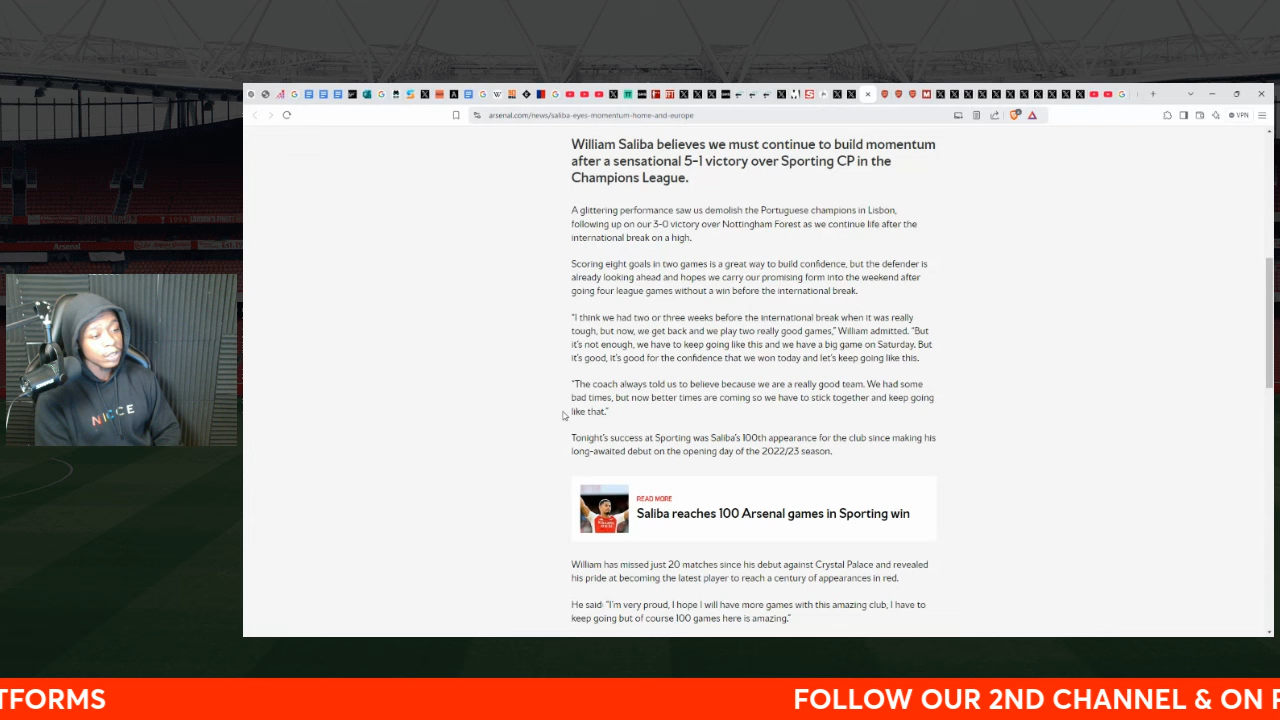 arsenal.com/news/saliba-eyes-momentum-home-and-europe
VPN
William Saliba believes we must continue to build momentum
after a sensational 5-1 victory over Sporting CP in the
Champions League.
A glittering performance saw us demolish the Portuguese champions in Lisbon,
following up on our 3-0 victory over Nottingham Forest as we continue life after the
international break on a high.
Scoring eight goals in two games is a great way to build confidence, but the defender is
already looking ahead and hopes we carry our promising form into the weekend after
going four league games without a win before the international break.
"I think we had two or three weeks before the international break when it was really
tough, but now, we get back and we play two really good games," William admitted. "But
it's not enough, we have to keep going like this and we have a big game on Saturday. But
it's good, it's good for the confidence that we won today and let's keep going like this.
"The coach always told us to believe because we are a really good team. We had some
bad times, but now better times are coming so we have to stick together and keep going
like that."
Tonight's success at Sporting was Saliba's 100th appearance for the club since making his
long-awaited debut on the opening day of the 2022/23 season.
READ MORE
Saliba reaches 100 Arsenal games in Sporting win
William has missed just 20 matches since his debut against Crystal Palace and revealed
his pride at becoming the latest player to reach a century of appearances in red.
He said: "I'm very proud, I hope I will have more games with this amazing club, I have to
keep going but of course 100 games here is amazing."
NICCE
TFORMS
FOLLOW OUR 2ND CHANNEL & ON P